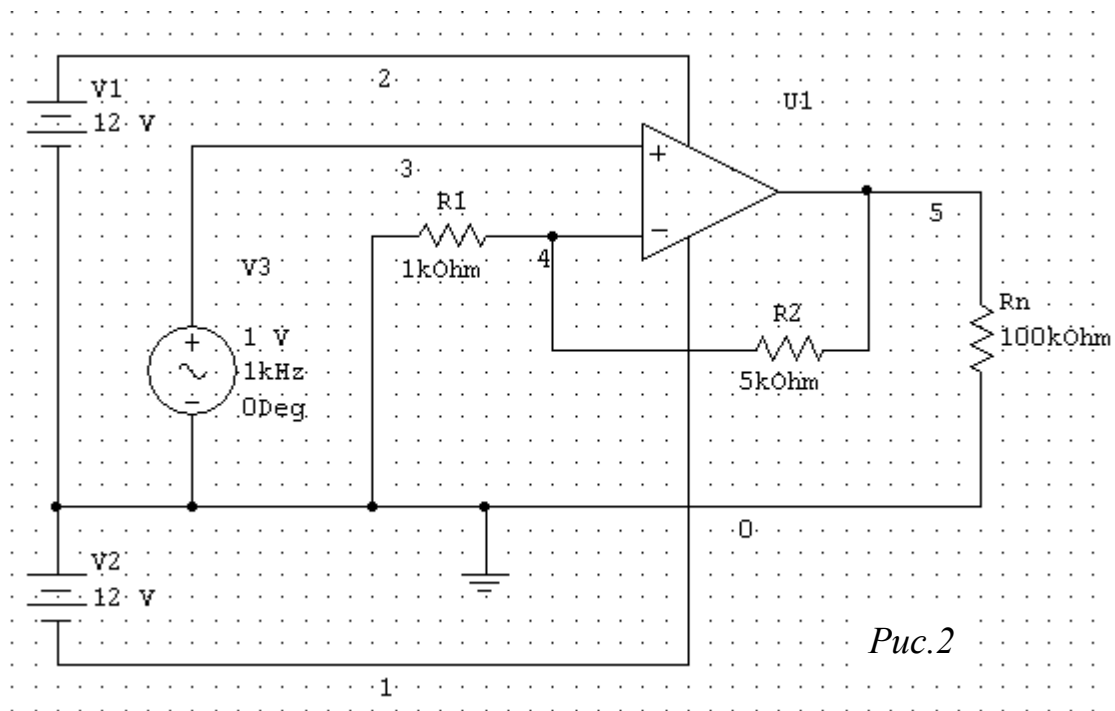 2
V1
12 V
U1
+
3
R1
5
−
4
1kOhm
V3
Rn
R2
+
1 V
100kOhm
1kHz
5kOhm
−
0Deg
0
V2
12 V
Рис.2
1